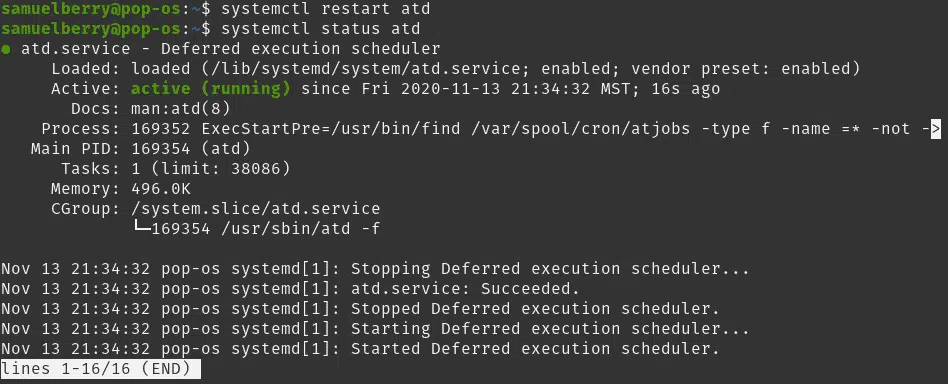 samuelberry@pop-os:~$ systemctl restart atd
samuelberry@pop-os:~$ systemctl status atd
● atd.service - Deferred execution scheduler
     Loaded: loaded (/lib/systemd/system/atd.service; enabled; vendor preset: enabled)
     Active: active (running) since Fri 2020-11-13 21:34:32 MST; 16s ago
       Docs: man:atd(8)
    Process: 169352 ExecStartPre=/usr/bin/find /var/spool/cron/atjobs -type f -name =* -not ->
   Main PID: 169354 (atd)
      Tasks: 1 (limit: 38086)
     Memory: 496.0K
     CGroup: /system.slice/atd.service
             └─169354 /usr/sbin/atd -f

Nov 13 21:34:32 pop-os systemd[1]: Stopping Deferred execution scheduler...
Nov 13 21:34:32 pop-os systemd[1]: atd.service: Succeeded.
Nov 13 21:34:32 pop-os systemd[1]: Stopped Deferred execution scheduler.
Nov 13 21:34:32 pop-os systemd[1]: Starting Deferred execution scheduler...
Nov 13 21:34:32 pop-os systemd[1]: Started Deferred execution scheduler.
lines 1-16/16 (END)